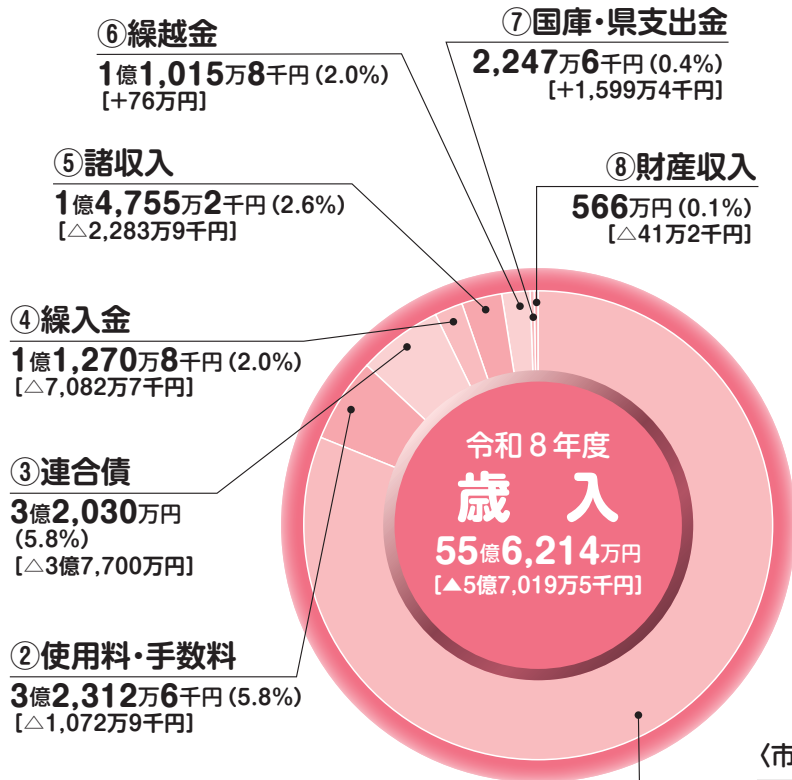 ⑥繰越金
1億1,015万8千円(2.0%)
[+76万円]
⑦国庫・県支出金
2,247万6千円(0.4%)
[+1,599万4千円]
⑤諸収入
1億4,755万2千円(2.6%)
[△2,283万9千円]
⑧財産収入
566万円(0.1%)
[△41万2千円]
④繰入金
1億1,270万8千円(2.0%)
[△7,082万7千円]
③連合債
3億2,030万円
(5.8%)
[△3億7,700万円]
②使用料・手数料
3億2,312万6千円(5.8%)
[△1,072万9千円]
令和8年度
歳 入
55億6,214万円
[▲5億7,019万5千円]
〈市